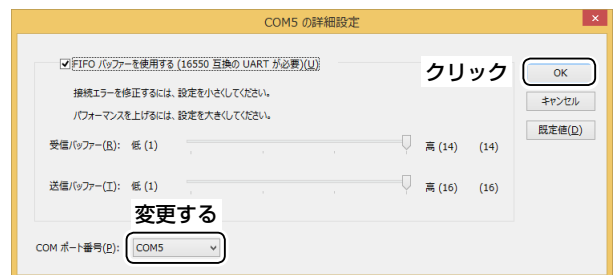 COM5 の詳細設定
×
FIFO バッファーを使用する (16550 互換の UART が必要)(U)
クリック
OK
接続エラーを修正するには、設定を小さくしてください。
キャンセル
パフォーマンスを上げるには、設定を大きくしてください。
既定値(D)
受信バッファー(R): 低 (1) 高 (14) (14)
送信バッファー(T): 低 (1) 高 (16) (16)
変更する
COM ポート番号(P): COM5